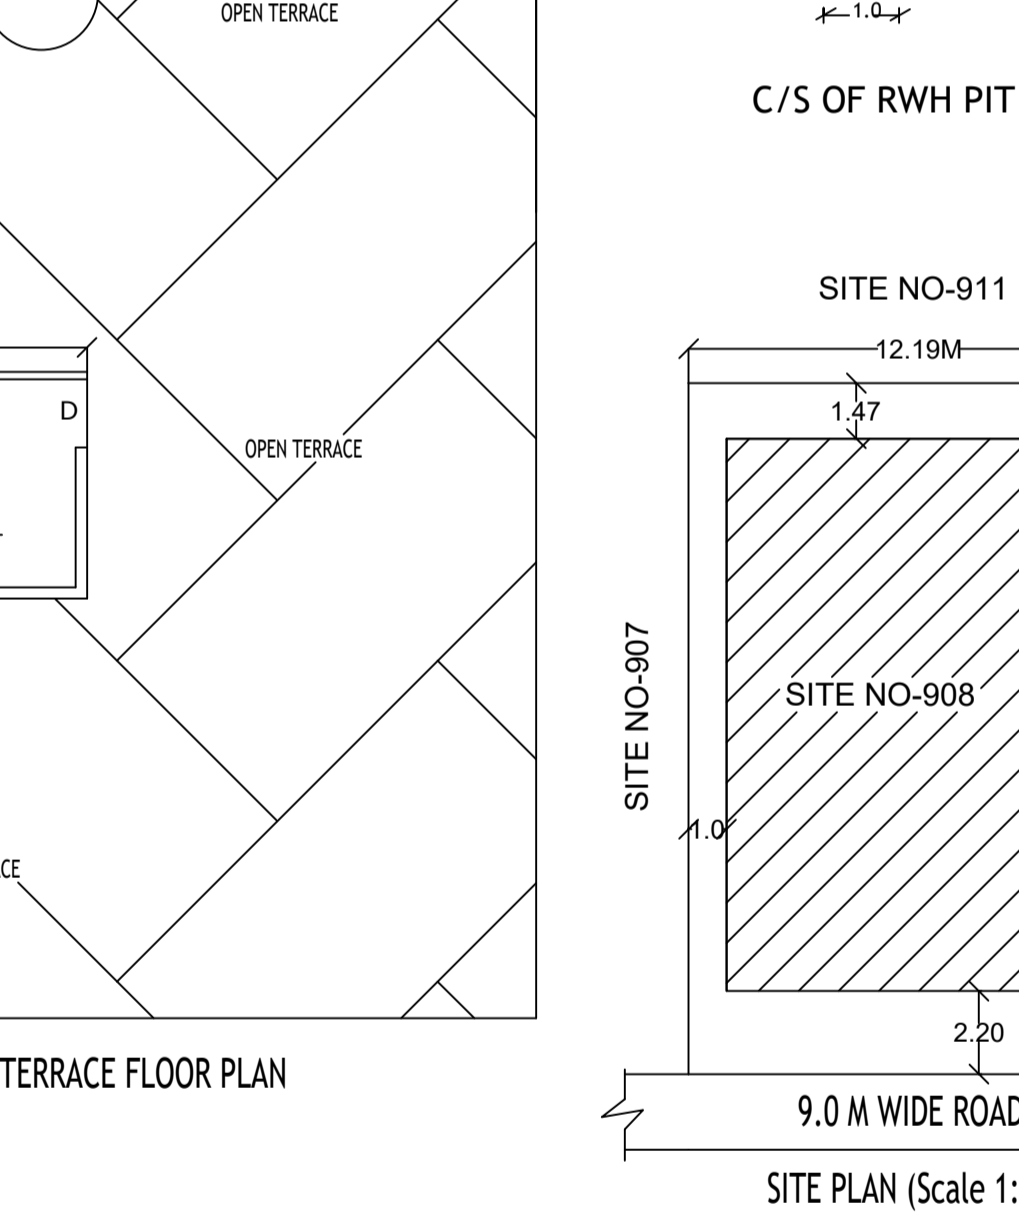 OPEN TERRACE
1.0
C/S OF RWH PIT
SITE NO-911
12.19M
D
1.47
OPEN TERRACE
SITE NO-907
SITE NO-908
1.0
CE
2.20
TERRACE FLOOR PLAN
9.0 M WIDE ROAD
SITE PLAN (Scale 1: